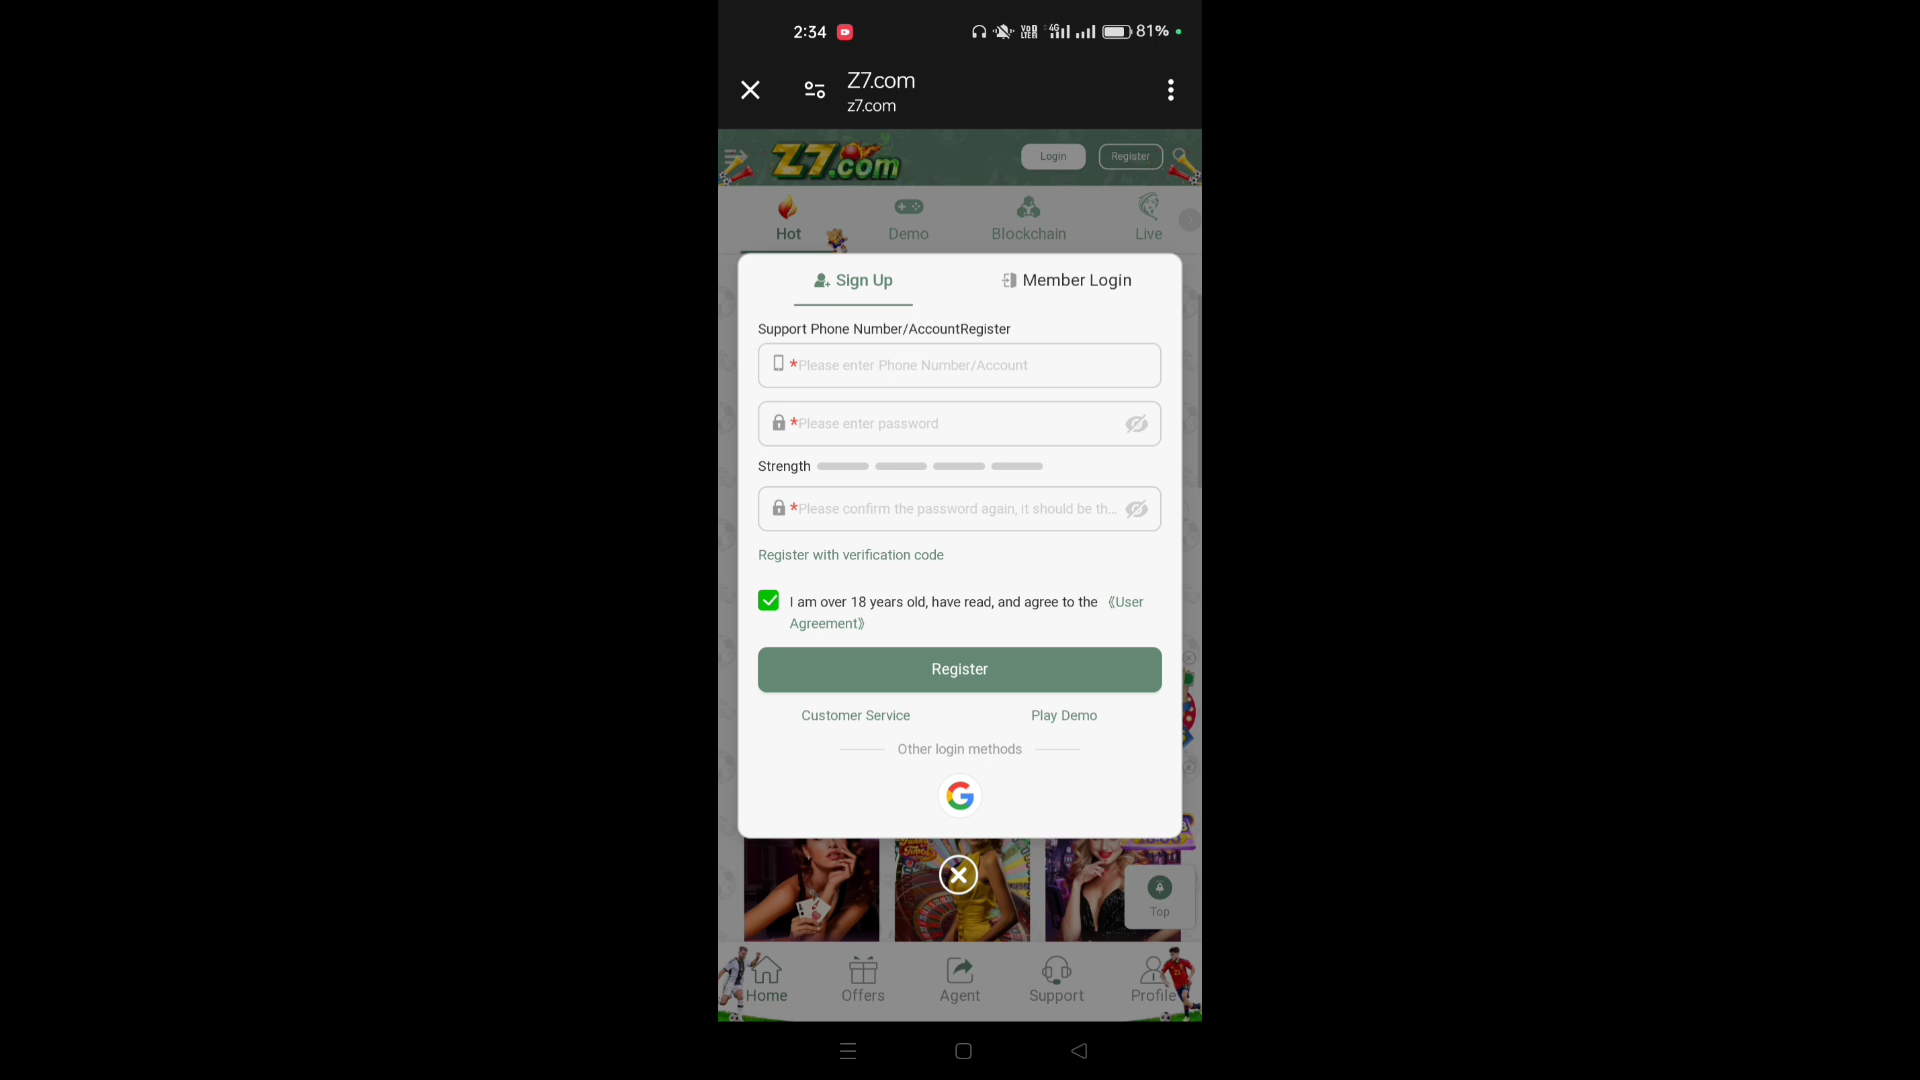 2:34
VoD
LTEM
4G
81%
Z7.com
z7.com
Z7.com
Login
Register
Hot
Demo
Blockchain
Live
Sign Up
Member Login
Support Phone Number/AccountRegister
*Please enter Phone Number/Account
*Please enter password
Strength
*Please confirm the password again, it should be th...
Register with verification code
I am over 18 years old, have read, and agree to the 《User
Agreement》
Register
Customer Service
Play Demo
Other login methods
Top
Home
Offers
Agent
Support
Profile